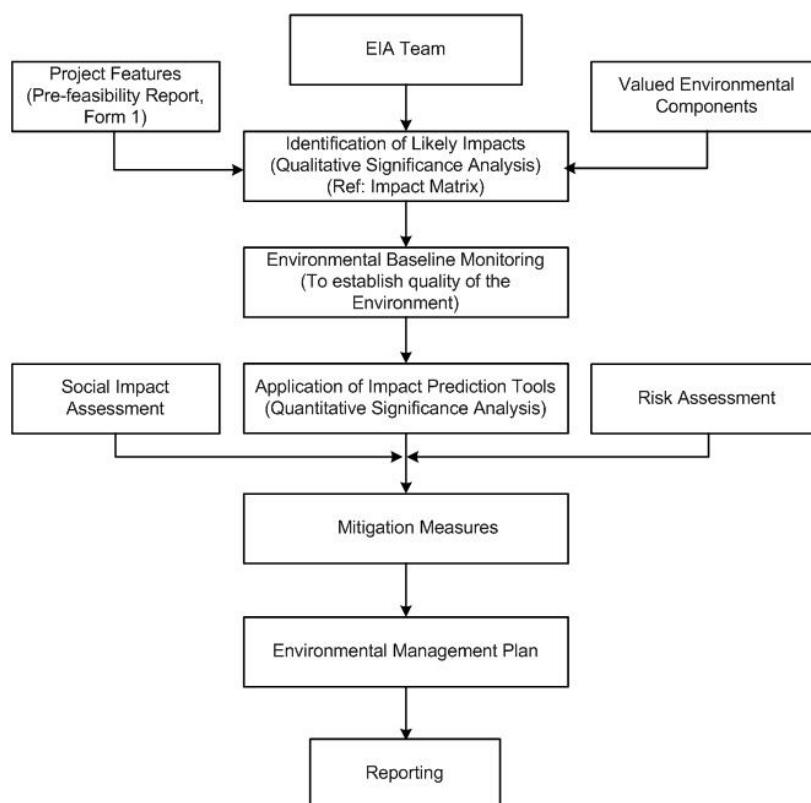 EIA Team
Project Features
(Pre-feasibility Report,
Form 1)
Valued Environmental
Components
Identification of Likely Impacts
(Qualitative Significance Analysis)
(Ref: Impact Matrix)
Environmental Baseline Monitoring
(To establish quality of the
Environment)
Social Impact
Assessment
Application of Impact Prediction Tools
(Quantitative Significance Analysis)
Risk Assessment
Mitigation Measures
Environmental Management Plan
Reporting